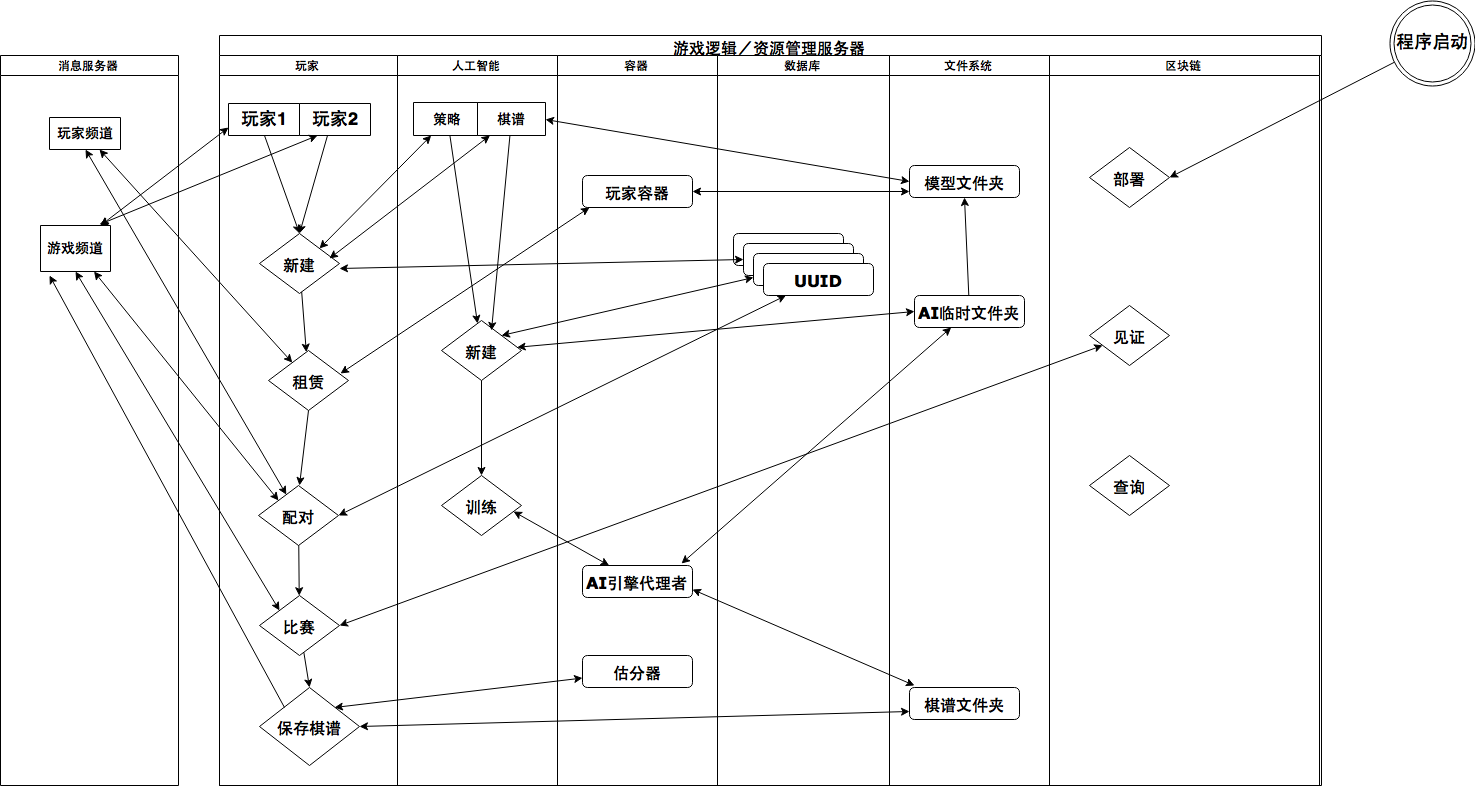 程序启动
游戏逻辑／资源管理服务器
消息服务器
玩家
人工智能
容器
数据库
文件系统
区块链
玩家1
玩家2
策略
棋谱
玩家频道
部署
模型文件夹
玩家容器
游戏频道
新建
UUID
AI临时文件夹
见证
新建
租赁
查询
训练
配对
AI引擎代理者
比赛
估分器
棋谱文件夹
保存棋谱